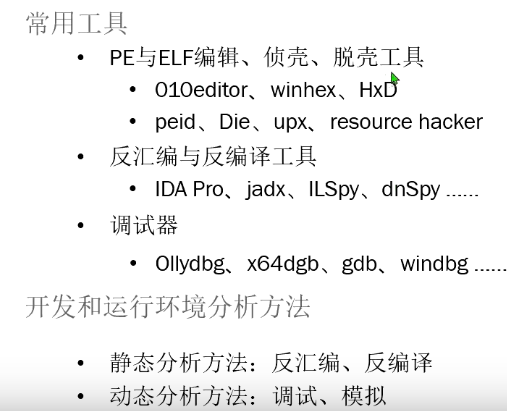 常用工具
• PE与ELF编辑、侦壳、脱壳工具
• 010editor、winhex、HxD
• peid、Die、upx、resource hacker
• 反汇编与反编译工具
• IDA Pro、jadx、ILSpy、dnSpy ......
• 调试器
• Ollydbg、x64dgb、gdb、windbg ......
开发和运行环境分析方法
• 静态分析方法：反汇编、反编译
• 动态分析方法：调试、模拟